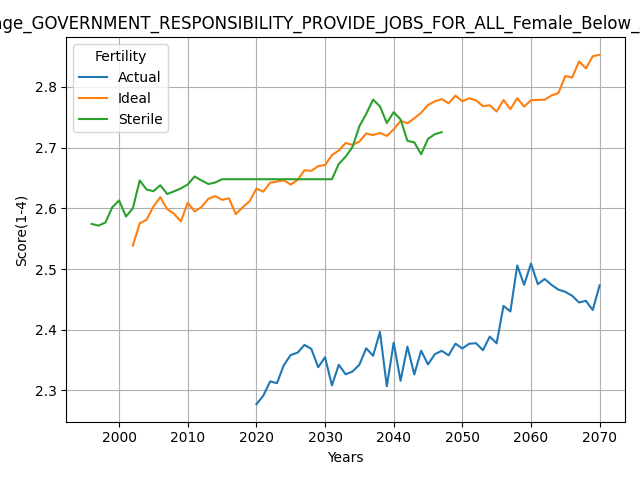 age_GOVERNMENT_RESPONSIBILITY_PROVIDE_JOBS_FOR_ALL_Female_Below_
Fertility
Actual
Ideal
Sterile
Score(1-4)
2.8
2.7
2.6
2.5
2.4
2.3
2000 2010 2020 2030 2040 2050 2060 2070
Years